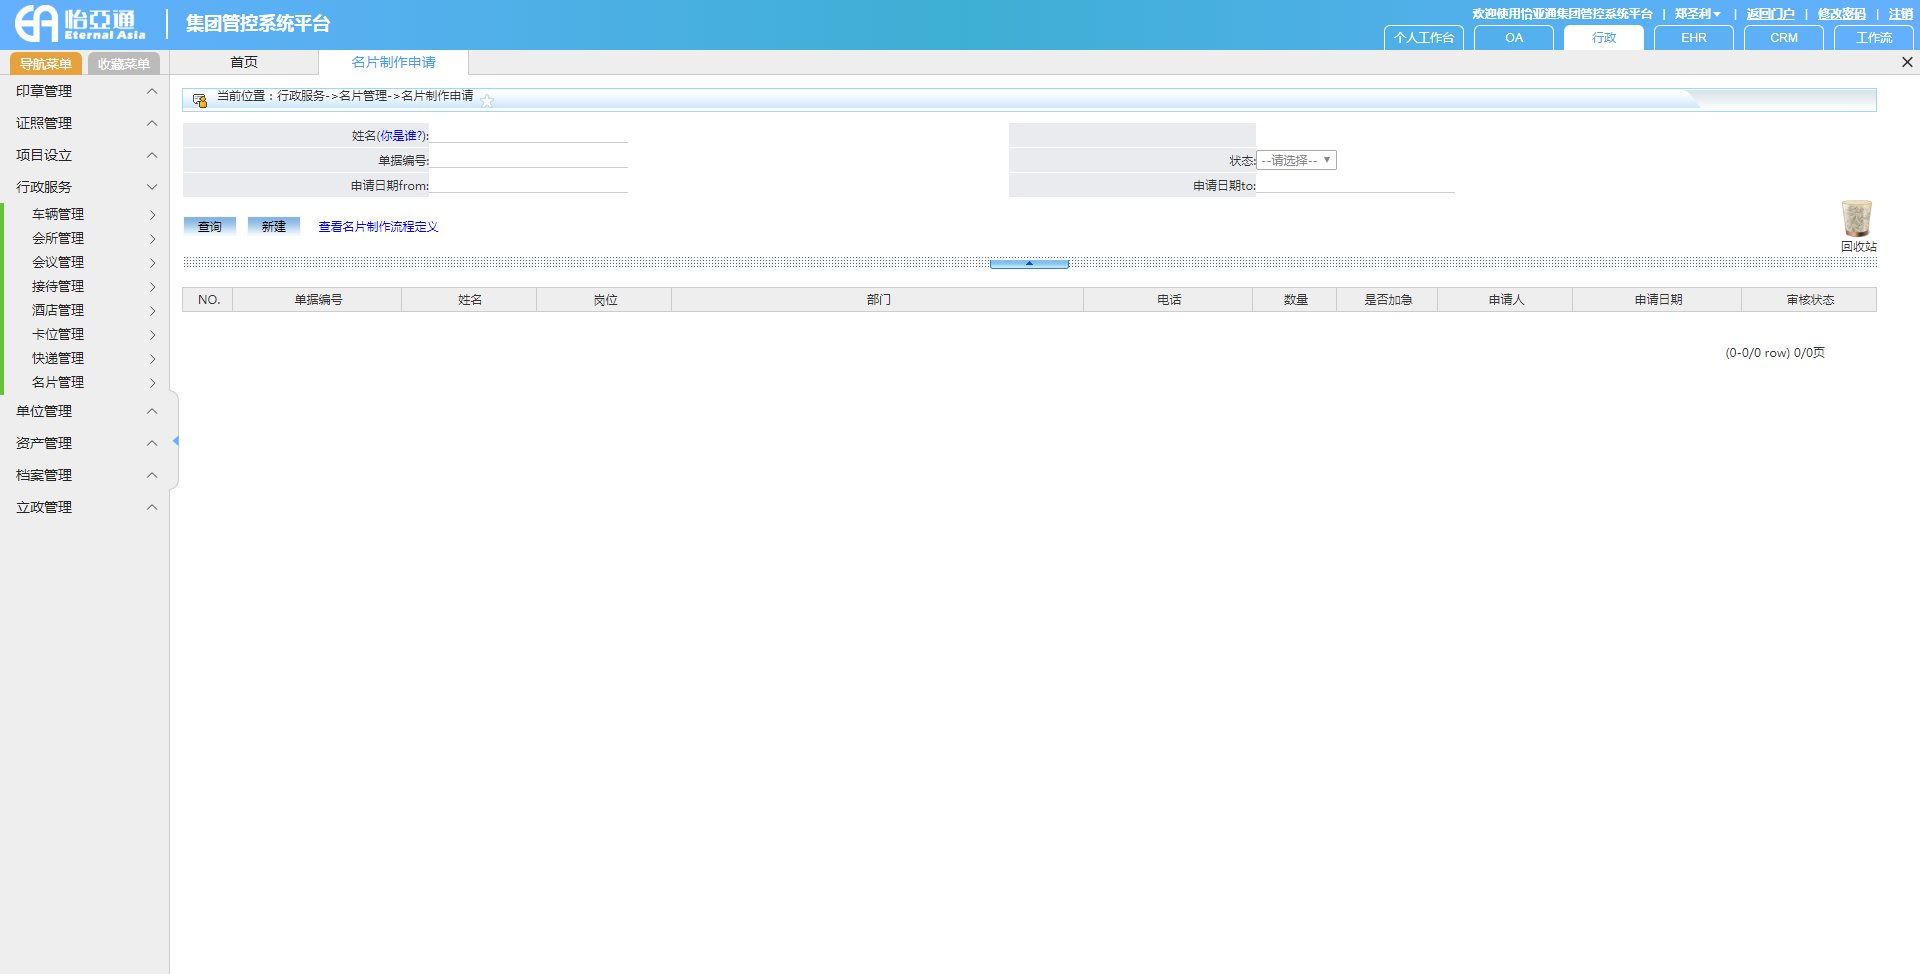 怡亞通
Eternal Asia
集团管控系统平台
欢迎使用怡亚通集团管控系统平台 | 郑圣利 | 返回门户 | 修改密码 | 注销
个人工作台 OA 行政 EHR CRM 工作流
导航菜单 收藏菜单 首页 名片制作申请
印章管理
证照管理
项目设立
行政服务
车辆管理
会所管理
会议管理
接待管理
酒店管理
卡位管理
快递管理
名片管理
单位管理
资产管理
档案管理
立政管理
当前位置：行政服务->名片管理->名片制作申请
姓名(你是谁?):
单据编号: 状态: --请选择--
申请日期from: 申请日期to:
查询 新建 查看名片制作流程定义
回收站
NO. 单据编号 姓名 岗位 部门 电话 数量 是否加急 申请人 申请日期 审核状态
(0-0/0 row) 0/0页